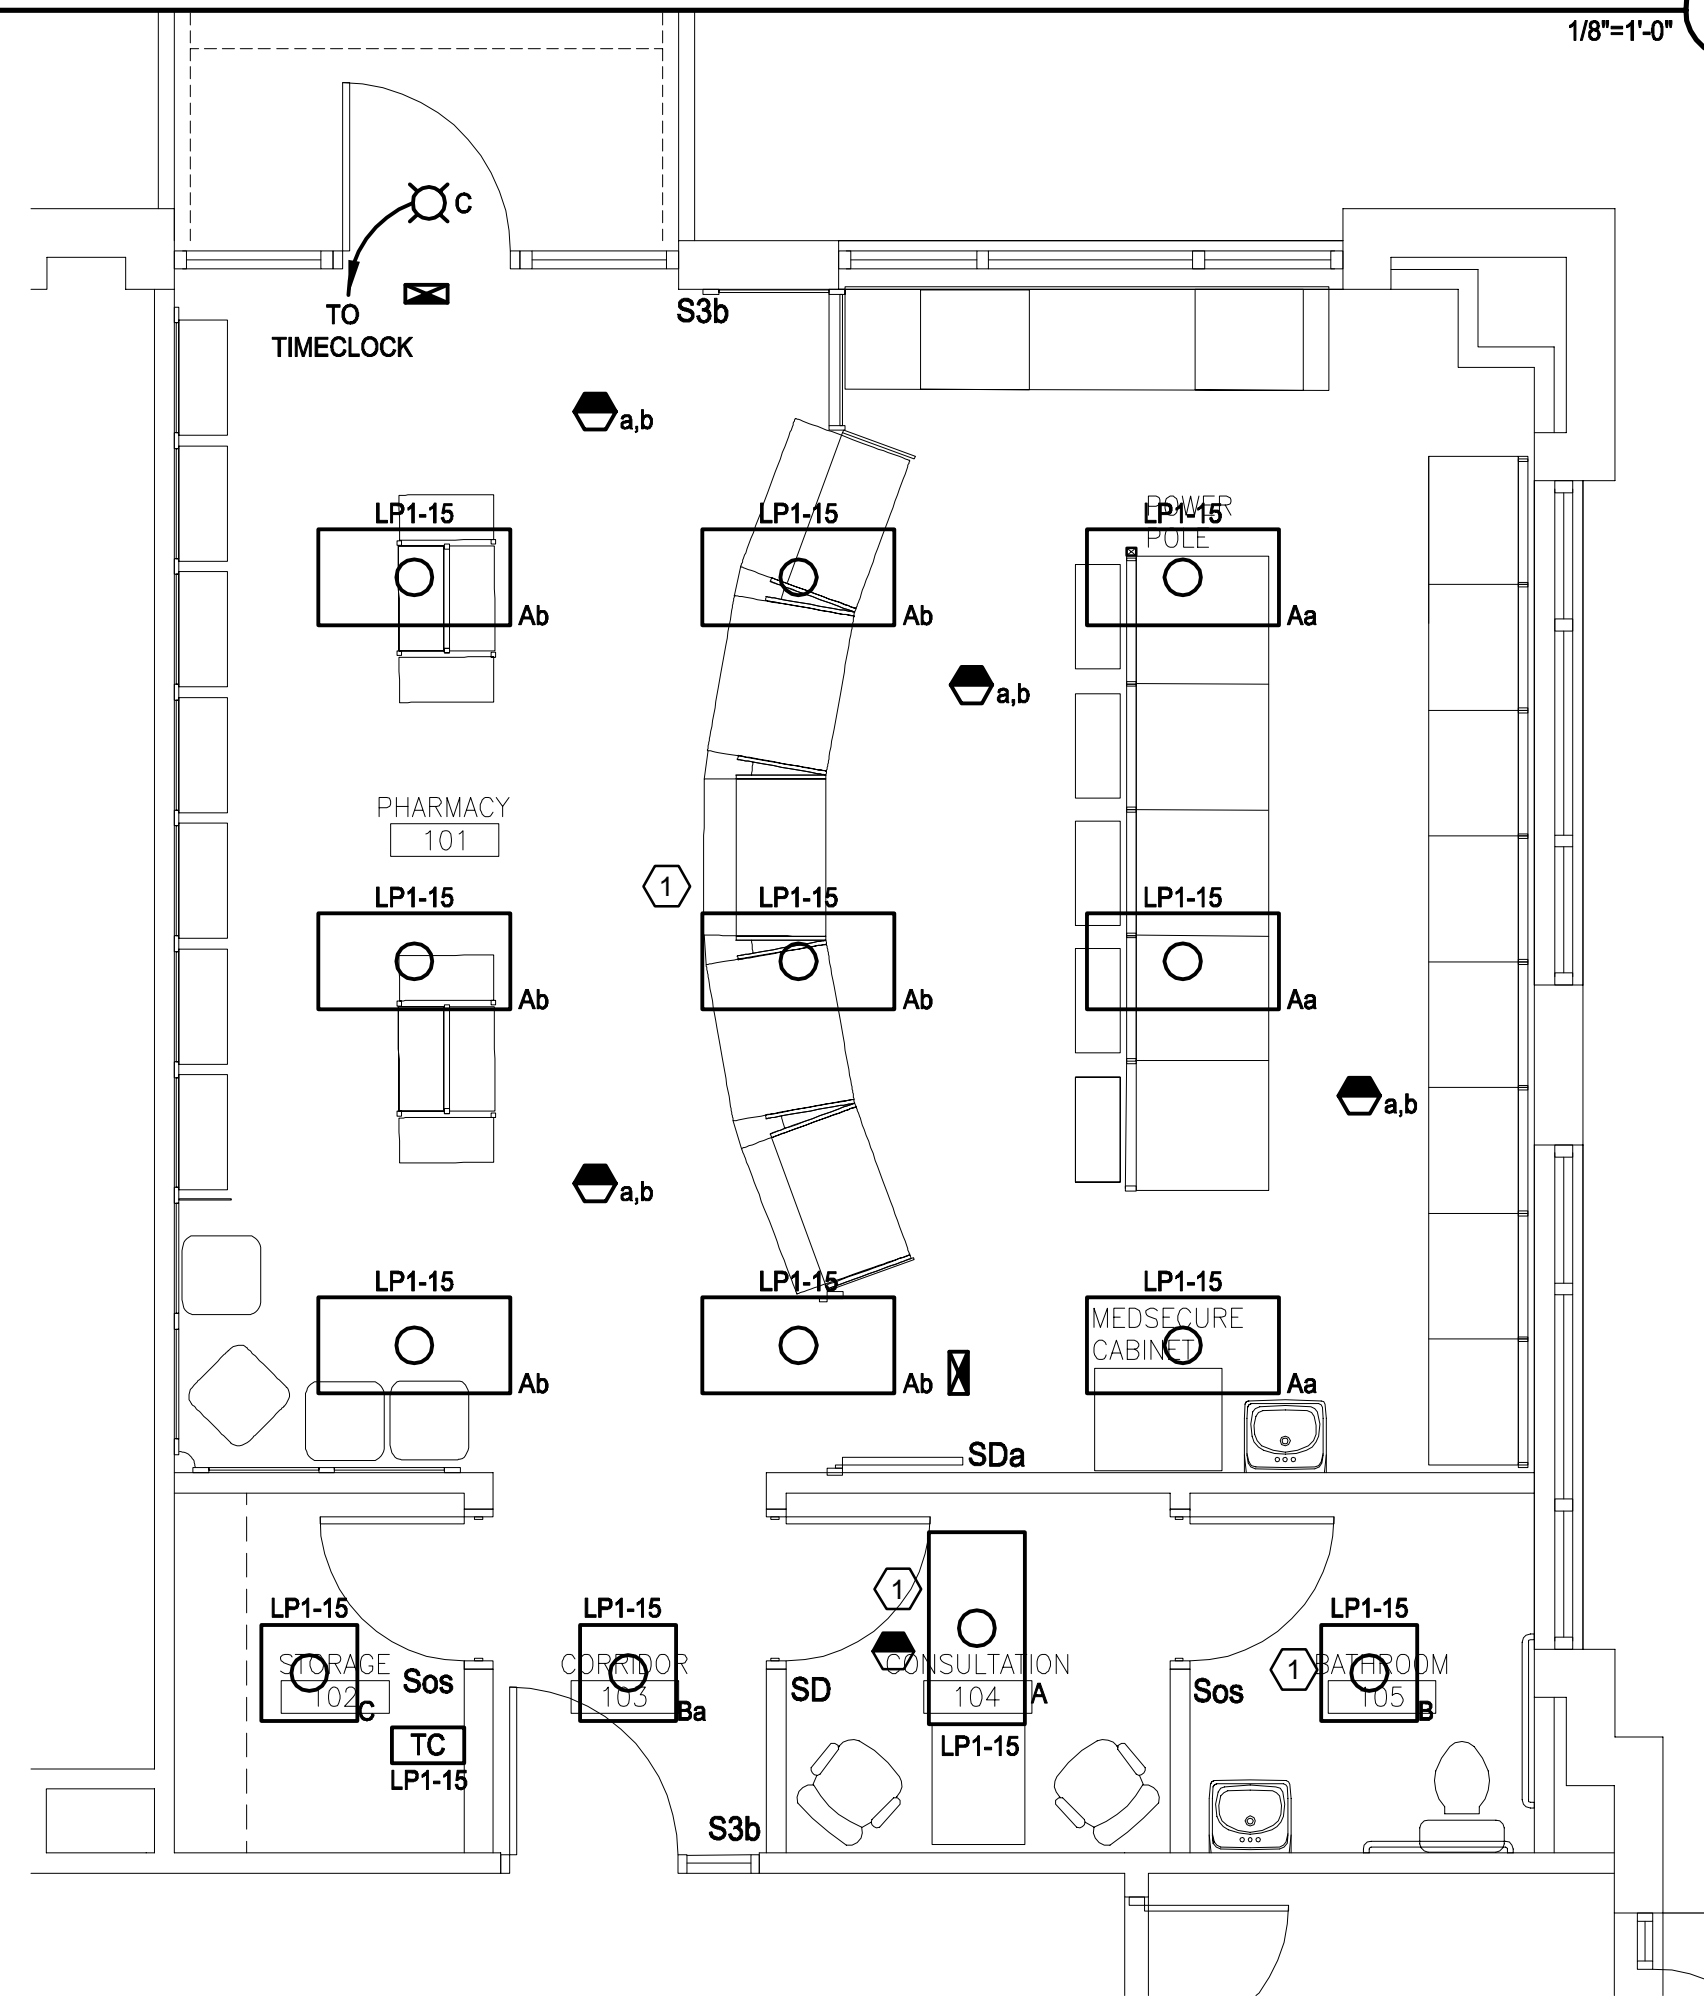 1/8"=1'-0"
C
TO
TIMECLOCK
S3b
a,b
LP1-15
LP1-15
POWER
LP1-15
POLE
Ab
Ab
Aa
a,b
PHARMACY
101
1
LP1-15
LP1-15
LP1-15
Ab
Ab
Aa
a,b
a,b
LP1-15
LP1-15
LP1-15
MEDSECURE
CABINET
Ab
Ab
Aa
SDa
1
LP1-15
LP1-15
LP1-15
STORAGE
102
C
Sos
CORRIDOR
103
Ba
SD
CONSULTATION
104
A
Sos
1
BATHROOM
105
B
TC
LP1-15
LP1-15
S3b